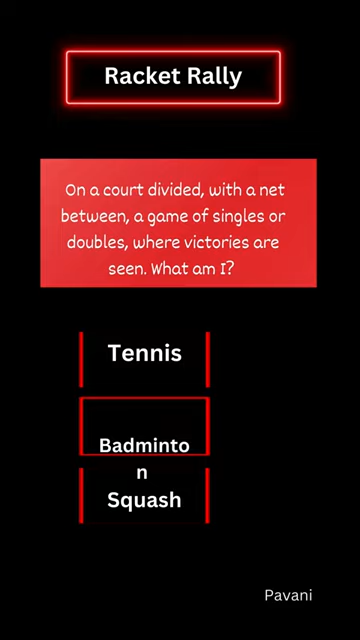 Racket Rally
On a court divided, with a net
between, a game of singles or
doubles, where victories are
seen. What am I?
Tennis
Badminto
n
Squash
Pavani